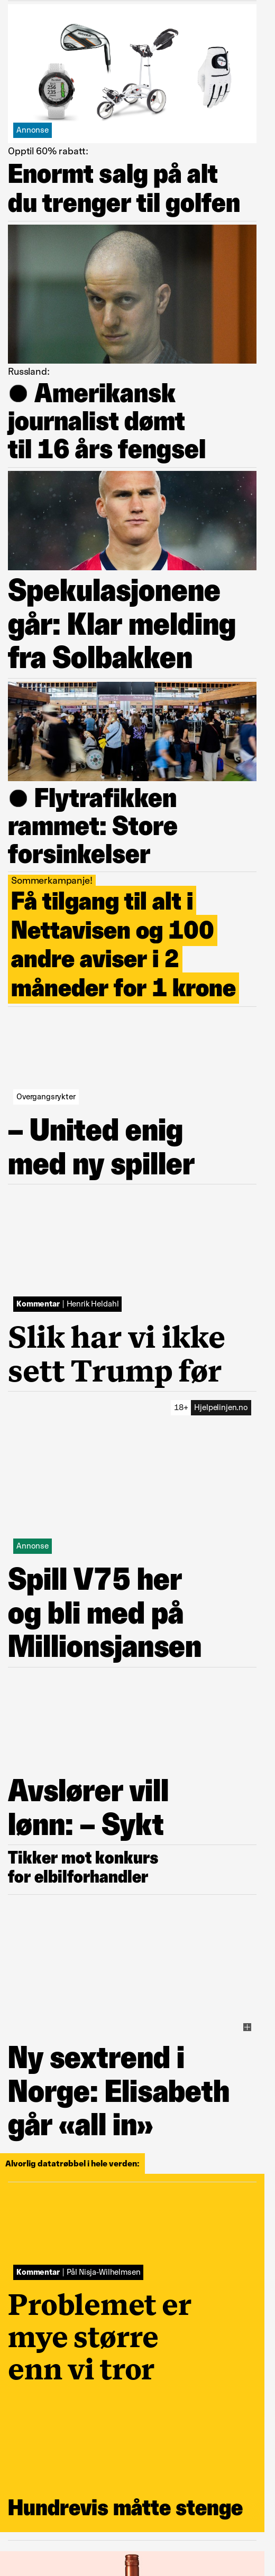 Annonse
Opptil 60% rabatt:
Enormt salg på alt
du trenger til golfen
Russland:
● Amerikansk
journalist dømt
til 16 års fengsel
Spekulasjonene
går: Klar melding
fra Solbakken
● Flytrafikken
rammet: Store
forsinkelser
Sommerkampanje!
Få tilgang til alt i
Nettavisen og 100
andre aviser i 2
måneder for 1 krone
Overgangsrykter
– United enig
med ny spiller
Kommentar | Henrik Heldahl
Slik har vi ikke
sett Trump før
18+ Hjelpelinjen.no
Annonse
Spill V75 her
og bli med på
Millionsjansen
Avslører vill
lønn: – Sykt
Tikker mot konkurs
for elbilforhandler
Ny sextrend i
Norge: Elisabeth
går «all in»
Alvorlig datatrøbbel i hele verden:
Kommentar | Pål Nisja-Wilhelmsen
Problemet er
mye større
enn vi tror
Hundrevis måtte stenge